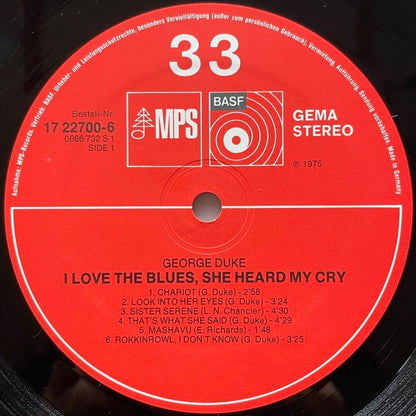 Aufnahme: MPS-Records, Vertrieb: BASF. Urheber- und Leistungsschutzrechte, besonders Vervielfältigung (außer zum persönlichen Gebrauch), Vermietung, Aufführung, Sendung vorbehalten. Made in Germany
33
MPS
BASF
Bestell-Nr.
17 22700-6
0666 732 S 1
SIDE 1
GEMA
STEREO
℗ 1975
GEORGE DUKE
I LOVE THE BLUES, SHE HEARD MY CRY
1. CHARIOT (G. Duke) - 2'58
2. LOOK INTO HER EYES (G. Duke) - 3'24
3. SISTER SERENE (L. N. Chancler) - 4'30
4. THAT'S WHAT SHE SAID (G. Duke) - 4'29
5. MASHAVU (E. Richards) - 1'48
6. ROKKINROWL, I DON'T KNOW (G. Duke) - 3'25